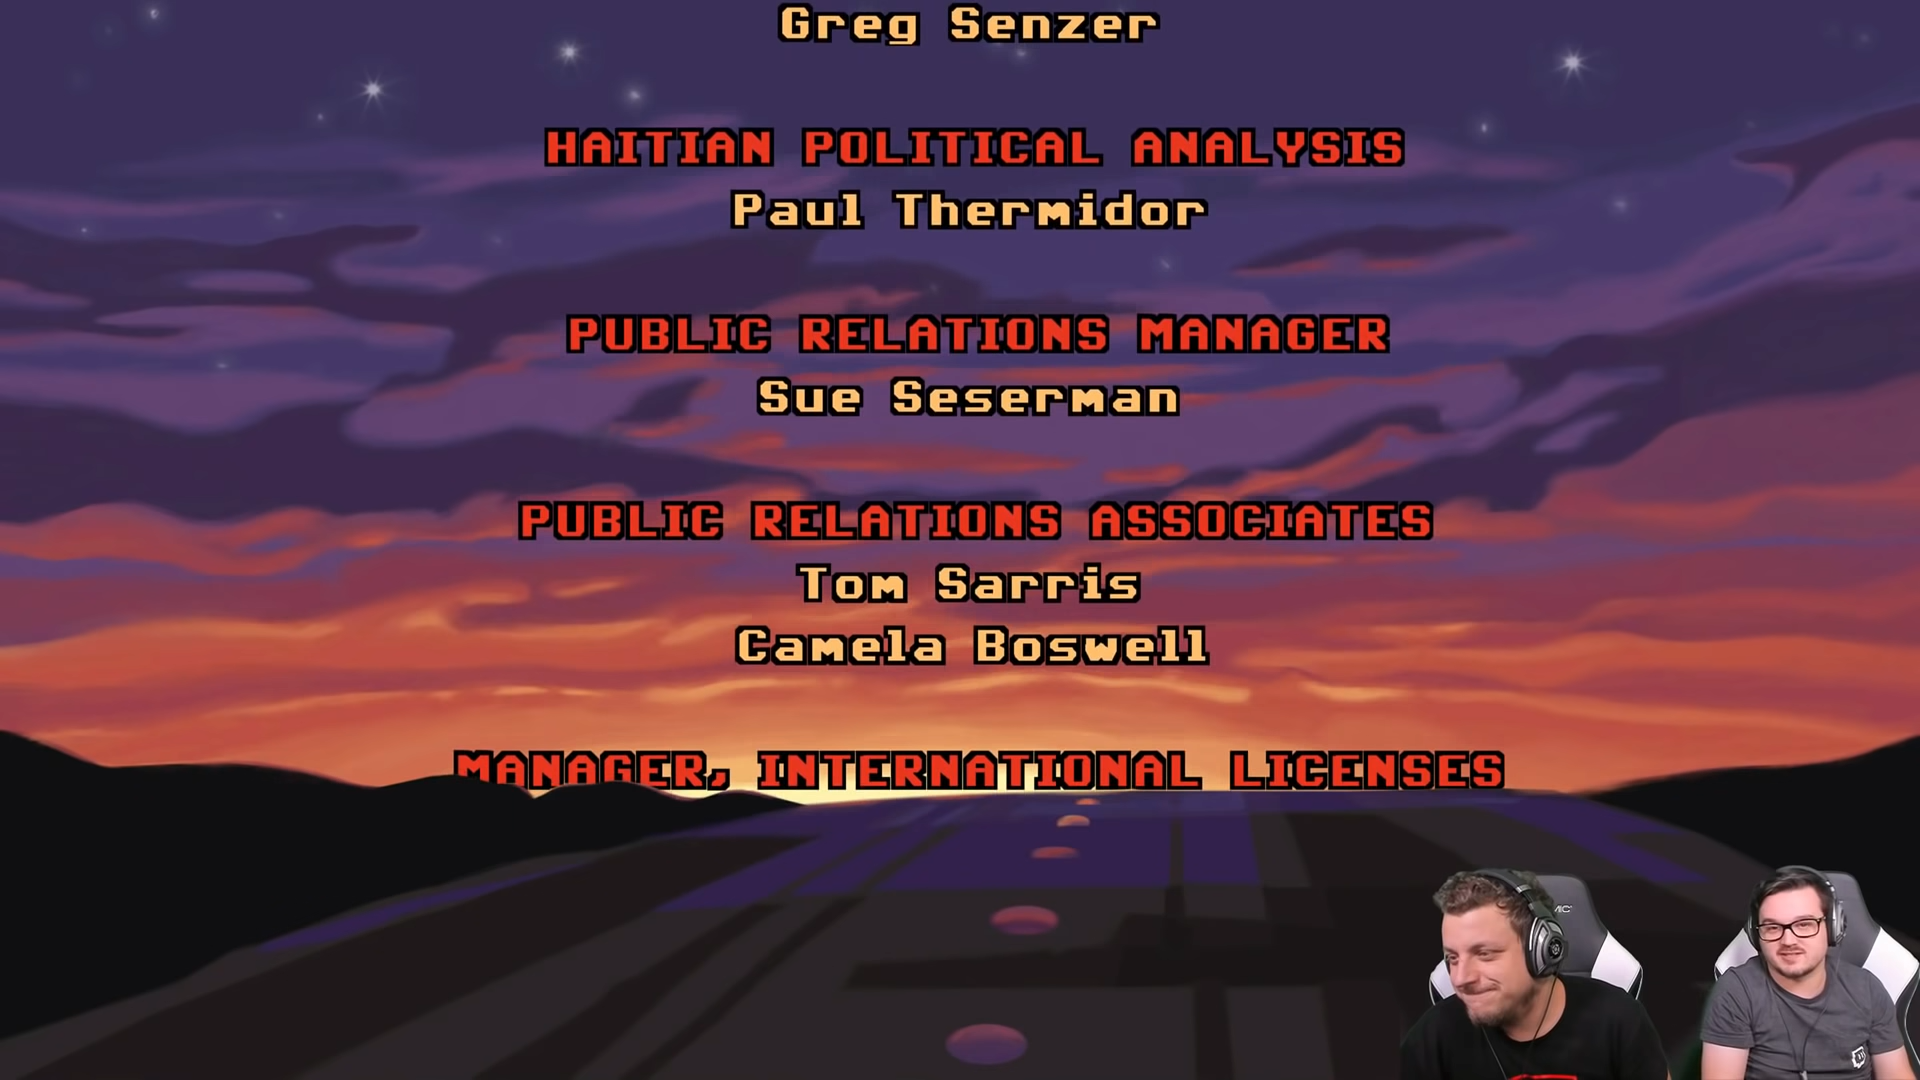 Greg Senzer
HAITIAN POLITICAL ANALYSIS
Paul Thermidor
PUBLIC RELATIONS MANAGER
Sue Seserman
PUBLIC RELATIONS ASSOCIATES
Tom Sarris
Camela Boswell
MANAGER, INTERNATIONAL LICENSES